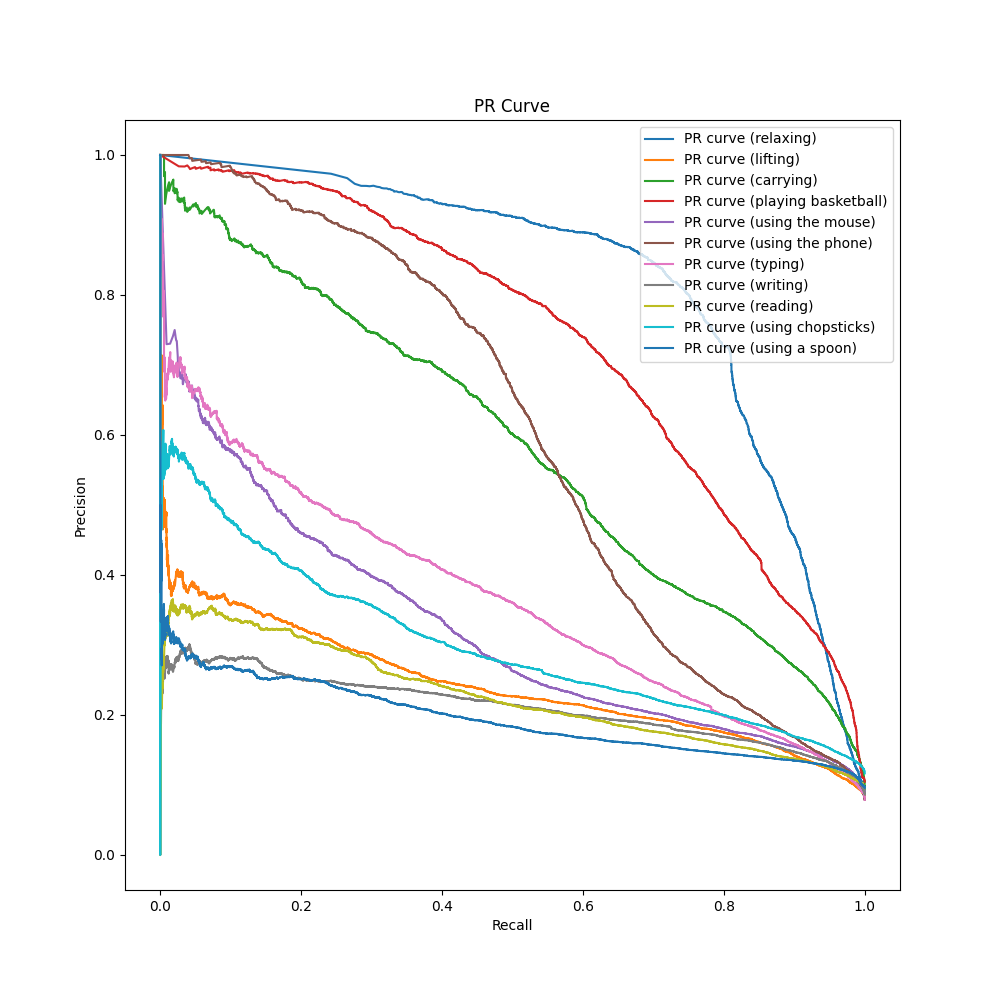 PR Curve
PR curve (relaxing)
PR curve (lifting)
PR curve (carrying)
PR curve (playing basketball)
PR curve (using the mouse)
PR curve (using the phone)
PR curve (typing)
PR curve (writing)
PR curve (reading)
PR curve (using chopsticks)
PR curve (using a spoon)
1.0
0.8
0.6
0.4
0.2
0.0
Precision
0.0 0.2 0.4 0.6 0.8 1.0
Recall